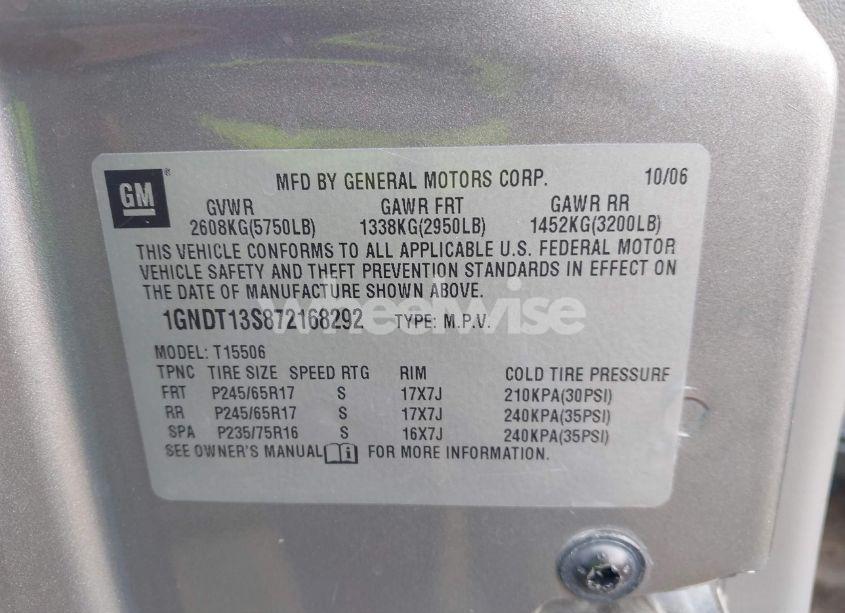 GM
MFD BY GENERAL MOTORS CORP. 10/06
GVWR GAWR FRT GAWR RR
2608KG(5750LB) 1338KG(2950LB) 1452KG(3200LB)
THIS VEHICLE CONFORMS TO ALL APPLICABLE U.S. FEDERAL MOTOR
VEHICLE SAFETY AND THEFT PREVENTION STANDARDS IN EFFECT ON
THE DATE OF MANUFACTURE SHOWN ABOVE.
wheelwise
1GNDT13S872168292 TYPE: M.P.V.
MODEL: T15506
TPNC TIRE SIZE SPEED RTG RIM COLD TIRE PRESSURE
FRT P245/65R17 S 17X7J 210KPA(30PSI)
RR P245/65R17 S 17X7J 240KPA(35PSI)
SPA P235/75R16 S 16X7J 240KPA(35PSI)
SEE OWNER'S MANUAL FOR MORE INFORMATION.